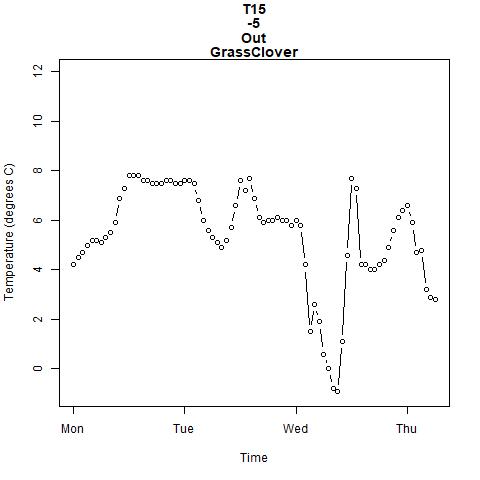 T15
-5
Out
GrassClover
12
10
8
6
4
2
0
Temperature (degrees C)
Mon
Tue
Wed
Thu
Time